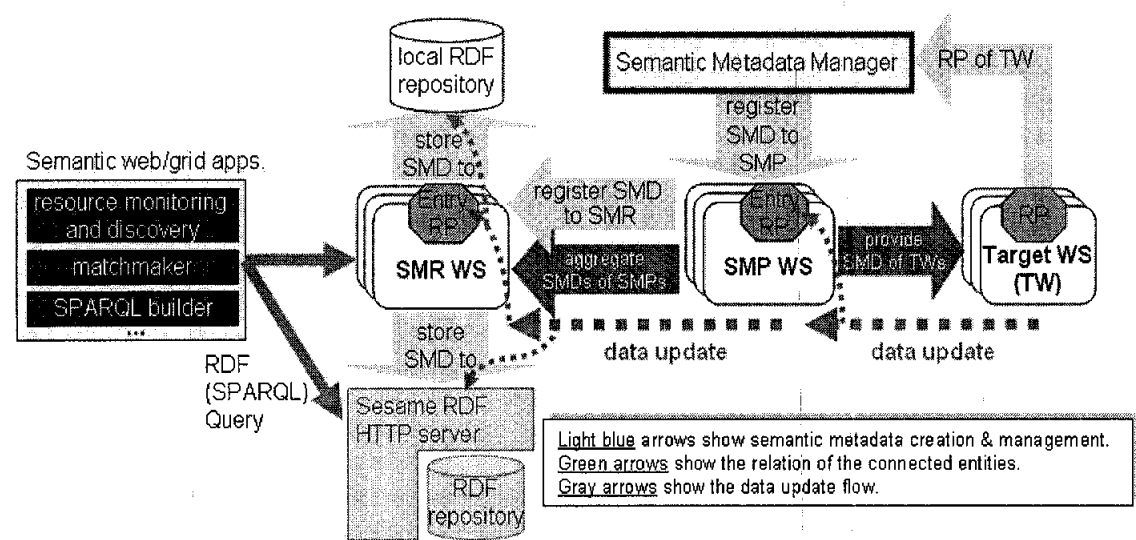 local RDF
repository
Semantic Metadata Manager
RP of TW
register
SMD to
SMP
store
SMD to
Semantic web/grid apps.
resource monitoring
and discovery
matchmaker
SPARQL builder
...
Entry
RP
SMR WS
register SMD
to SMR
aggregate
SMDs of SMPs
Entry
RP
SMP WS
provide
SMD of TWs
RP
Target WS
(TW)
data update
data update
store
SMD to
RDF
(SPARQL)
Query
Sesame RDF
HTTP server
RDF
repository
Light blue arrows show semantic metadata creation & management.
Green arrows show the relation of the connected entities.
Gray arrows show the data update flow.